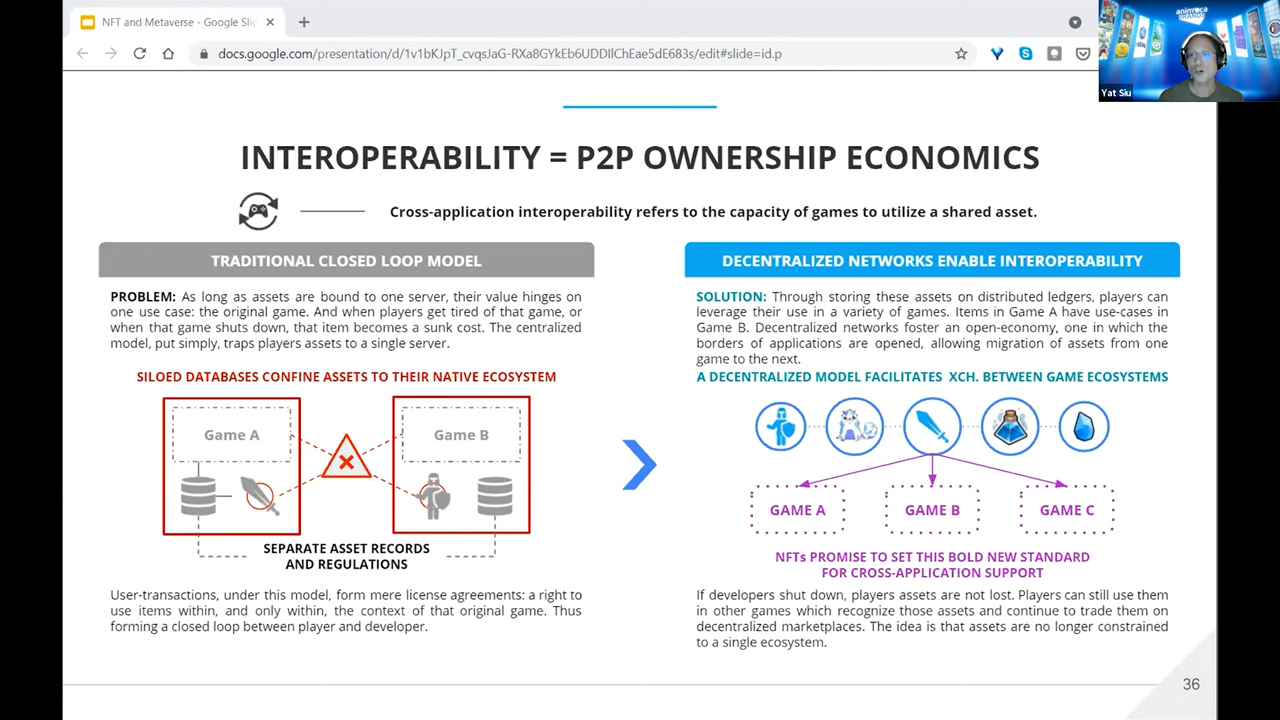 NFT and Metaverse - Google Slid
docs.google.com/presentation/d/1v1bKJpT_cvqsJaG-RXa8GYkEb6UDDIlChEae5dE683s/edit#slide=id.p
animoca
BRANDS
Yat Siu
INTEROPERABILITY = P2P OWNERSHIP ECONOMICS
Cross-application interoperability refers to the capacity of games to utilize a shared asset.
TRADITIONAL CLOSED LOOP MODEL
PROBLEM: As long as assets are bound to one server, their value hinges on
one use case: the original game. And when players get tired of that game, or
when that game shuts down, that item becomes a sunk cost. The centralized
model, put simply, traps players assets to a single server.
SILOED DATABASES CONFINE ASSETS TO THEIR NATIVE ECOSYSTEM
Game A
Game B
SEPARATE ASSET RECORDS
AND REGULATIONS
User-transactions, under this model, form mere license agreements: a right to
use items within, and only within, the context of that original game. Thus
forming a closed loop between player and developer.
DECENTRALIZED NETWORKS ENABLE INTEROPERABILITY
SOLUTION: Through storing these assets on distributed ledgers, players can
leverage their use in a variety of games. Items in Game A have use-cases in
Game B. Decentralized networks foster an open-economy, one in which the
borders of applications are opened, allowing migration of assets from one
game to the next.
A DECENTRALIZED MODEL FACILITATES XCH. BETWEEN GAME ECOSYSTEMS
GAME A
GAME B
GAME C
NFTs PROMISE TO SET THIS BOLD NEW STANDARD
FOR CROSS-APPLICATION SUPPORT
If developers shut down, players assets are not lost. Players can still use them
in other games which recognize those assets and continue to trade them on
decentralized marketplaces. The idea is that assets are no longer constrained
to a single ecosystem.
36